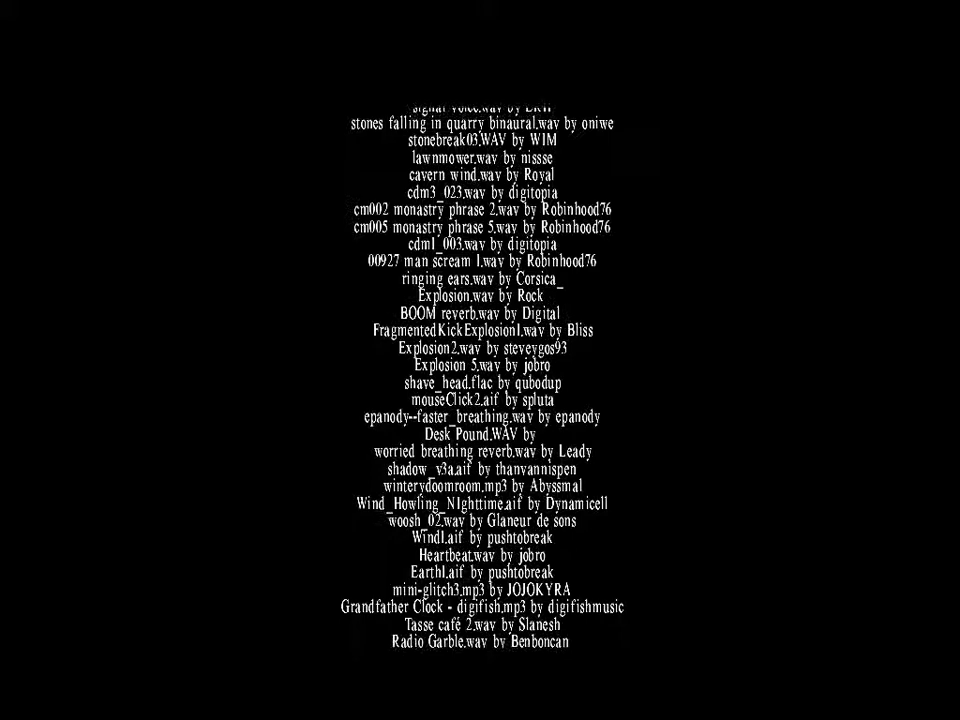 signal voice.wav by ERH
stones falling in quarry binaural.wav by oniwe
stonebreak03.WAV by WIM
lawnmower.wav by nissse
cavern wind.wav by Royal
cdm3_023.wav by digitopia
cm002 monastry phrase 2.wav by Robinhood76
cm005 monastry phrase 5.wav by Robinhood76
cdm1_003.wav by digitopia
00927 man scream 1.wav by Robinhood76
ringing ears.wav by Corsica_
Explosion.wav by Rock
BOOM reverb.wav by Digital
FragmentedKickExplosion1.wav by Bliss
Explosion2.wav by steveygos93
Explosion 5.wav by jobro
shave_head.flac by qubodup
mouseClick2.aif by spluta
epanody--faster_breathing.wav by epanody
Desk Pound.WAV by
worried breathing reverb.wav by Leady
shadow_v3a.aif by thanvannispen
winterydoomroom.mp3 by Abyssmal
Wind_Howling_NIghttime.aif by Dynamicell
woosh_02.wav by Glaneur de sons
Wind1.aif by pushtobreak
Heartbeat.wav by jobro
Earth1.aif by pushtobreak
mini-glitch3.mp3 by JOJOKYRA
Grandfather Clock - digifish.mp3 by digifishmusic
Tasse café 2.wav by Slanesh
Radio Garble.wav by Benboncan